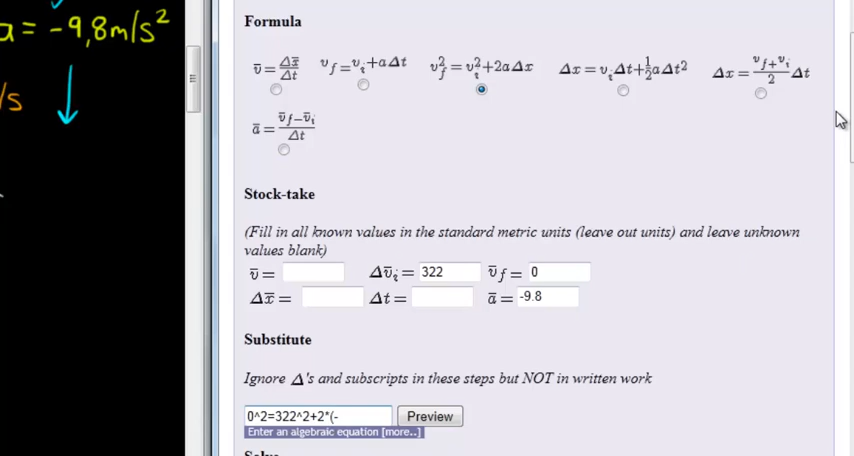 a = -9,8m/s²
/s
Formula
v̄ = Δx̄/Δt
v_f=v_i+aΔt
v_f²=v_i²+2aΔx
Δx=v_iΔt+½aΔt²
Δx=(v_f+v_i)/2 Δt
ā = (v̄_f-v̄_i)/Δt
Stock-take
(Fill in all known values in the standard metric units (leave out units) and leave unknown
values blank)
v̄ = Δv̄_i = 322 v̄_f = 0
Δx̄ = Δt = ā = -9.8
Substitute
Ignore Δ's and subscripts in these steps but NOT in written work
0^2=322^2+2*(- Preview
Enter an algebraic equation [more..]